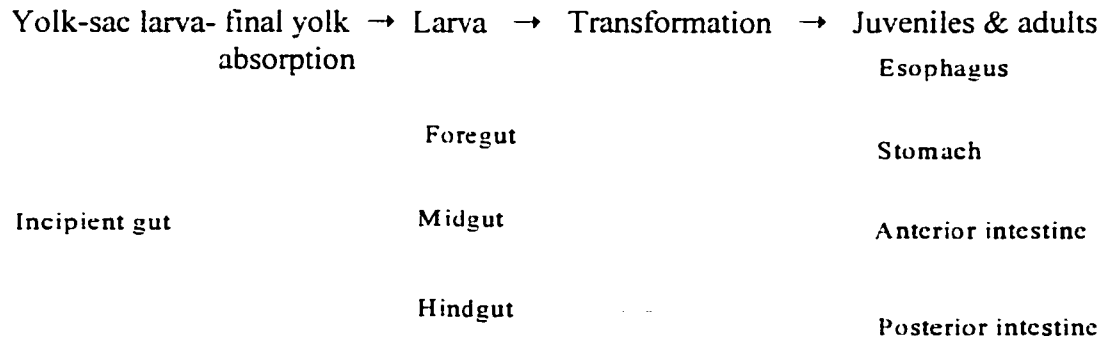 Yolk-sac larva- final yolk absorption → Larva → Transformation → Juveniles & adults
Esophagus
Foregut
Stomach
Incipient gut
Midgut
Anterior intestine
Hindgut
Posterior intestine